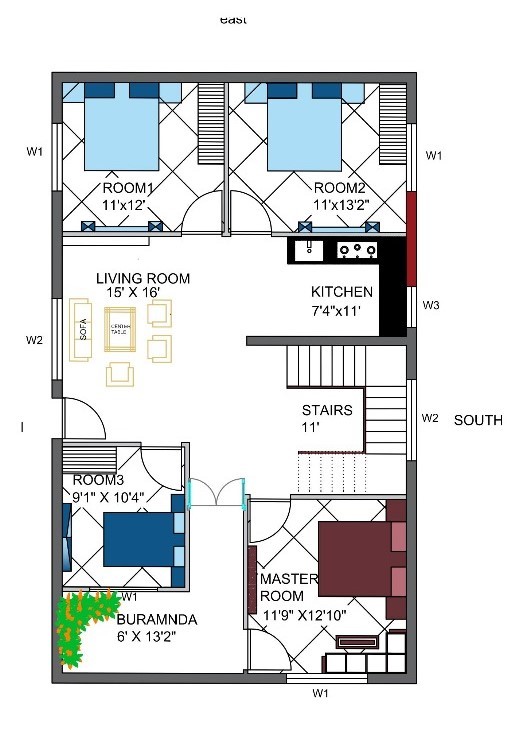 east
W1
W1
ROOM1
11'x12'
ROOM2
11'x13'2"
LIVING ROOM
15' X 16'
KITCHEN
7'4"x11'
W3
SOFA
CENTER
TABLE
W2
STAIRS
11'
W2
SOUTH
ROOM3
9'1" X 10'4"
W1
BURAMNDA
6' X 13'2"
MASTER
ROOM
11'9" X12'10"
W1